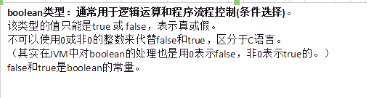 boolean类型：通常用于逻辑运算和程序流程控制(条件选择)。
该类型的值只能是true 或 false，表示真或假。
不可以使用0或非0的整数来代替false和true，区分于C语言。
（其实在JVM中对boolean的处理也是用0表示false，非0表示true的。）
false和true是boolean的常量。